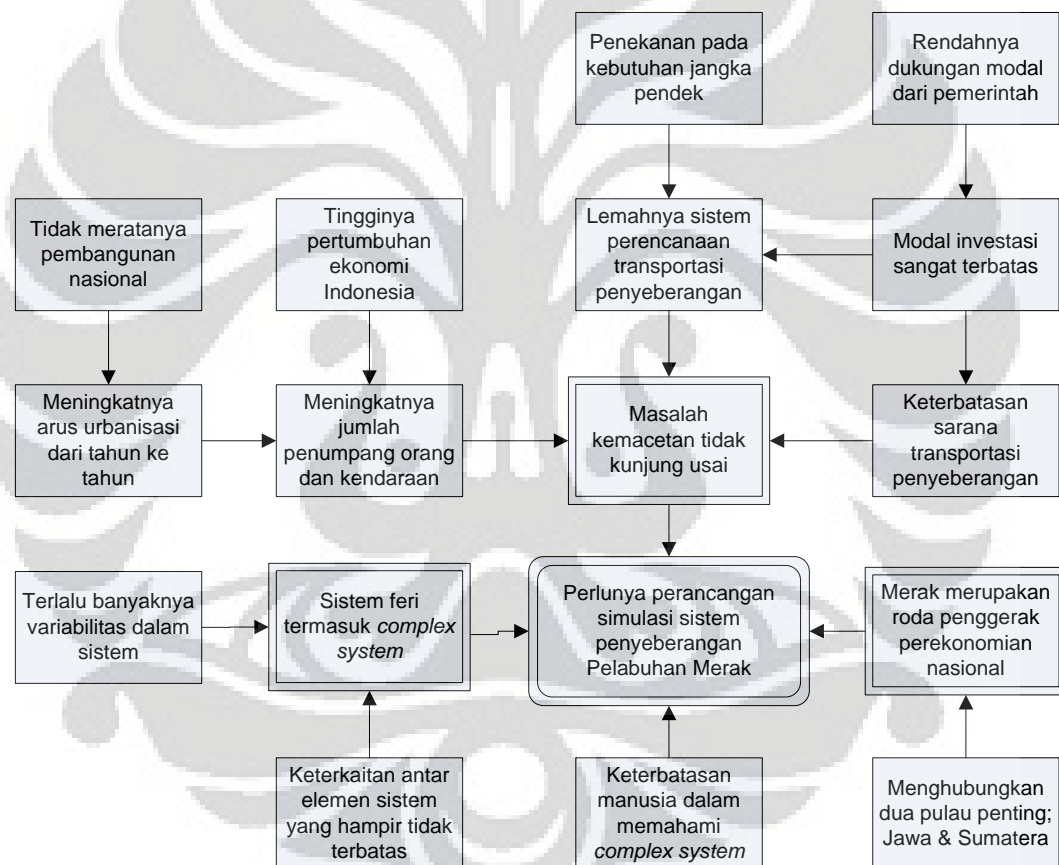 Penekanan pada
kebutuhan jangka
pendek
Rendahnya
dukungan modal
dari pemerintah
Tidak meratanya
pembangunan
nasional
Tingginya
pertumbuhan
ekonomi
Indonesia
Lemahnya sistem
perencanaan
transportasi
penyeberangan
Modal investasi
sangat terbatas
Meningkatnya
arus urbanisasi
dari tahun ke
tahun
Meningkatnya
jumlah
penumpang orang
dan kendaraan
Masalah
kemacetan tidak
kunjung usai
Keterbatasan
sarana
transportasi
penyeberangan
Terlalu banyaknya
variabilitas dalam
sistem
Sistem feri
termasuk complex
system
Perlunya perancangan
simulasi sistem
penyeberangan
Pelabuhan Merak
Merak merupakan
roda penggerak
perekonomian
nasional
Keterkaitan antar
elemen sistem
yang hampir tidak
terbatas
Keterbatasan
manusia dalam
memahami
complex system
Menghubungkan
dua pulau penting;
Jawa & Sumatera